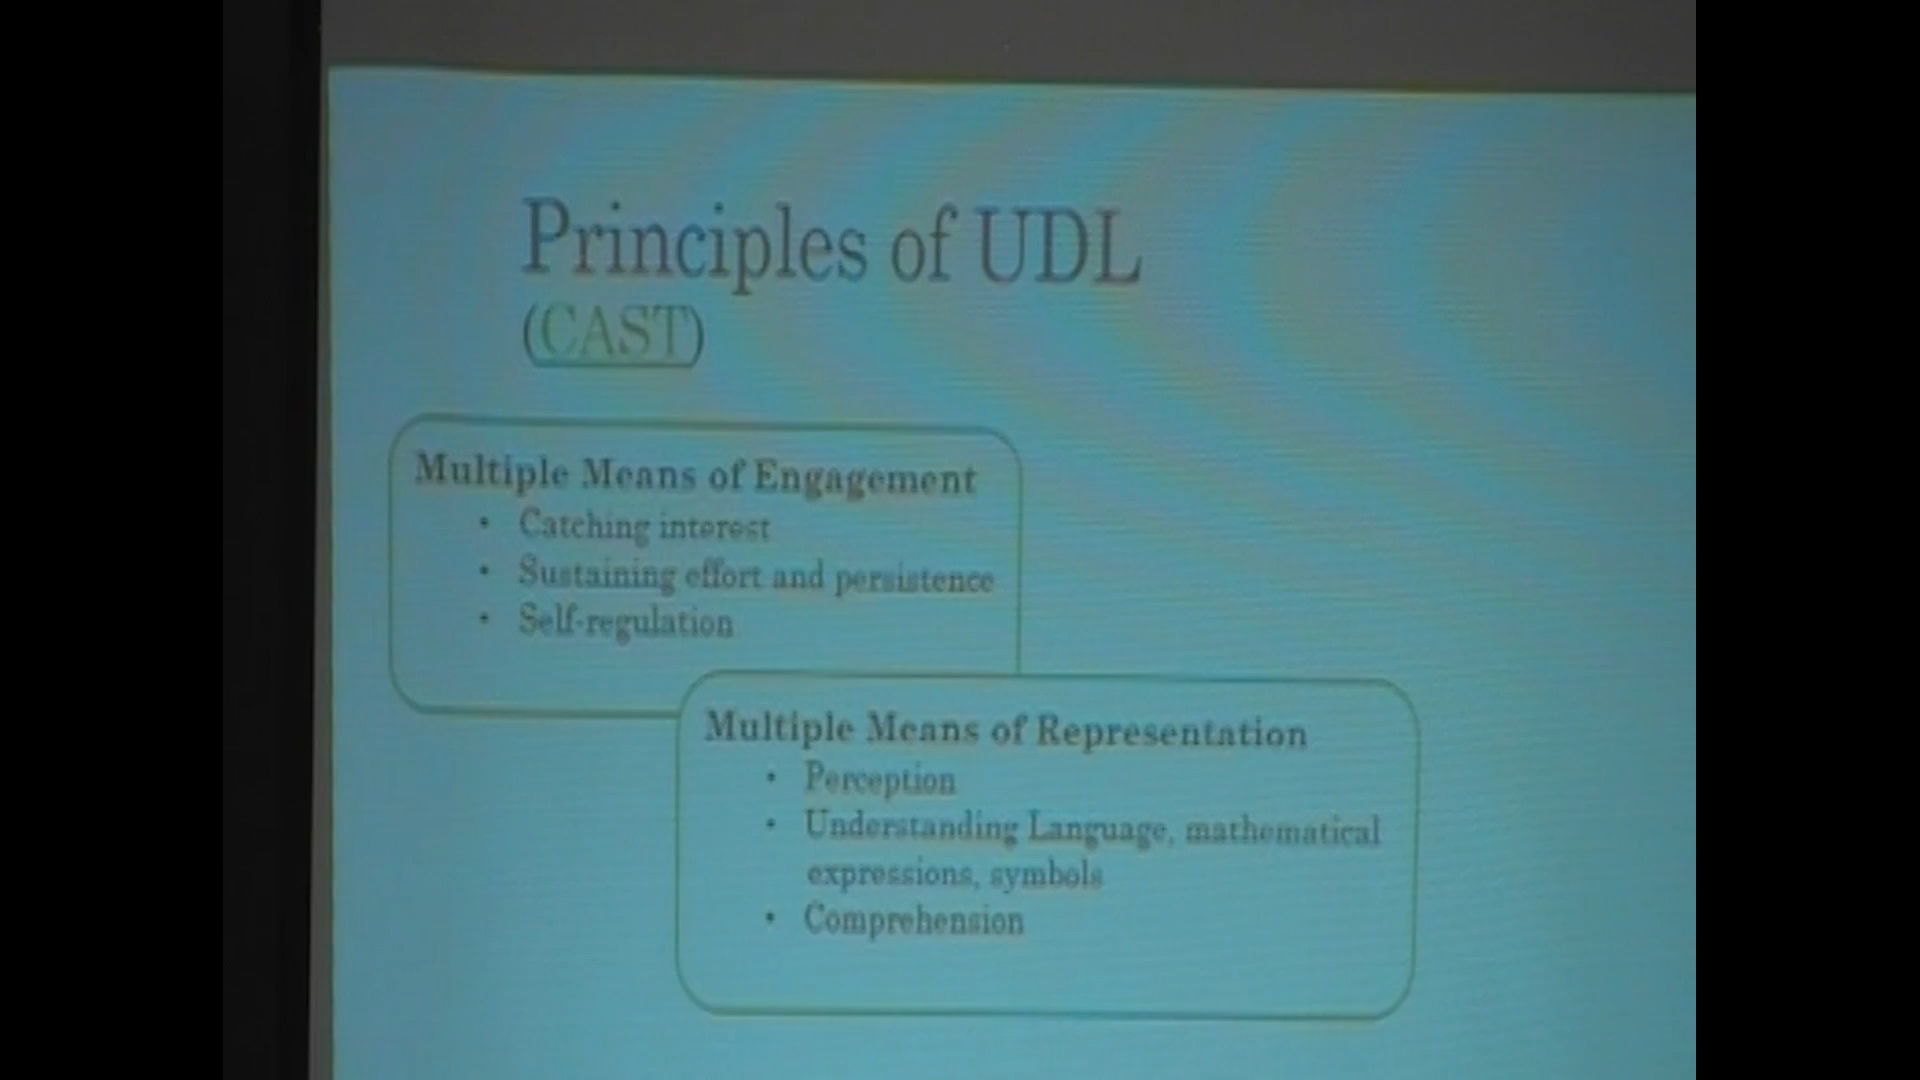 Principles of UDL
(CAST)
Multiple Means of Engagement
• Catching interest
• Sustaining effort and persistence
• Self-regulation
Multiple Means of Representation
• Perception
• Understanding Language, mathematical
expressions, symbols
• Comprehension